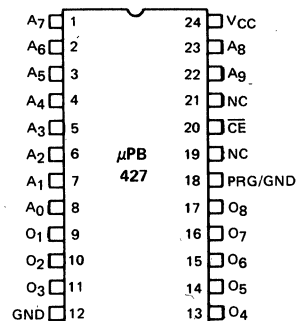 A7 1 24 VCC
A6 2 23 A8
A5 3 22 A9
A4 4 21 NC
A3 5 20 C̅E̅
A2 6 19 NC
μPB
A1 7 18 PRG/GND
427
A0 8 17 O8
O1 9 16 O7
O2 10 15 O6
O3 11 14 O5
GND 12 13 O4